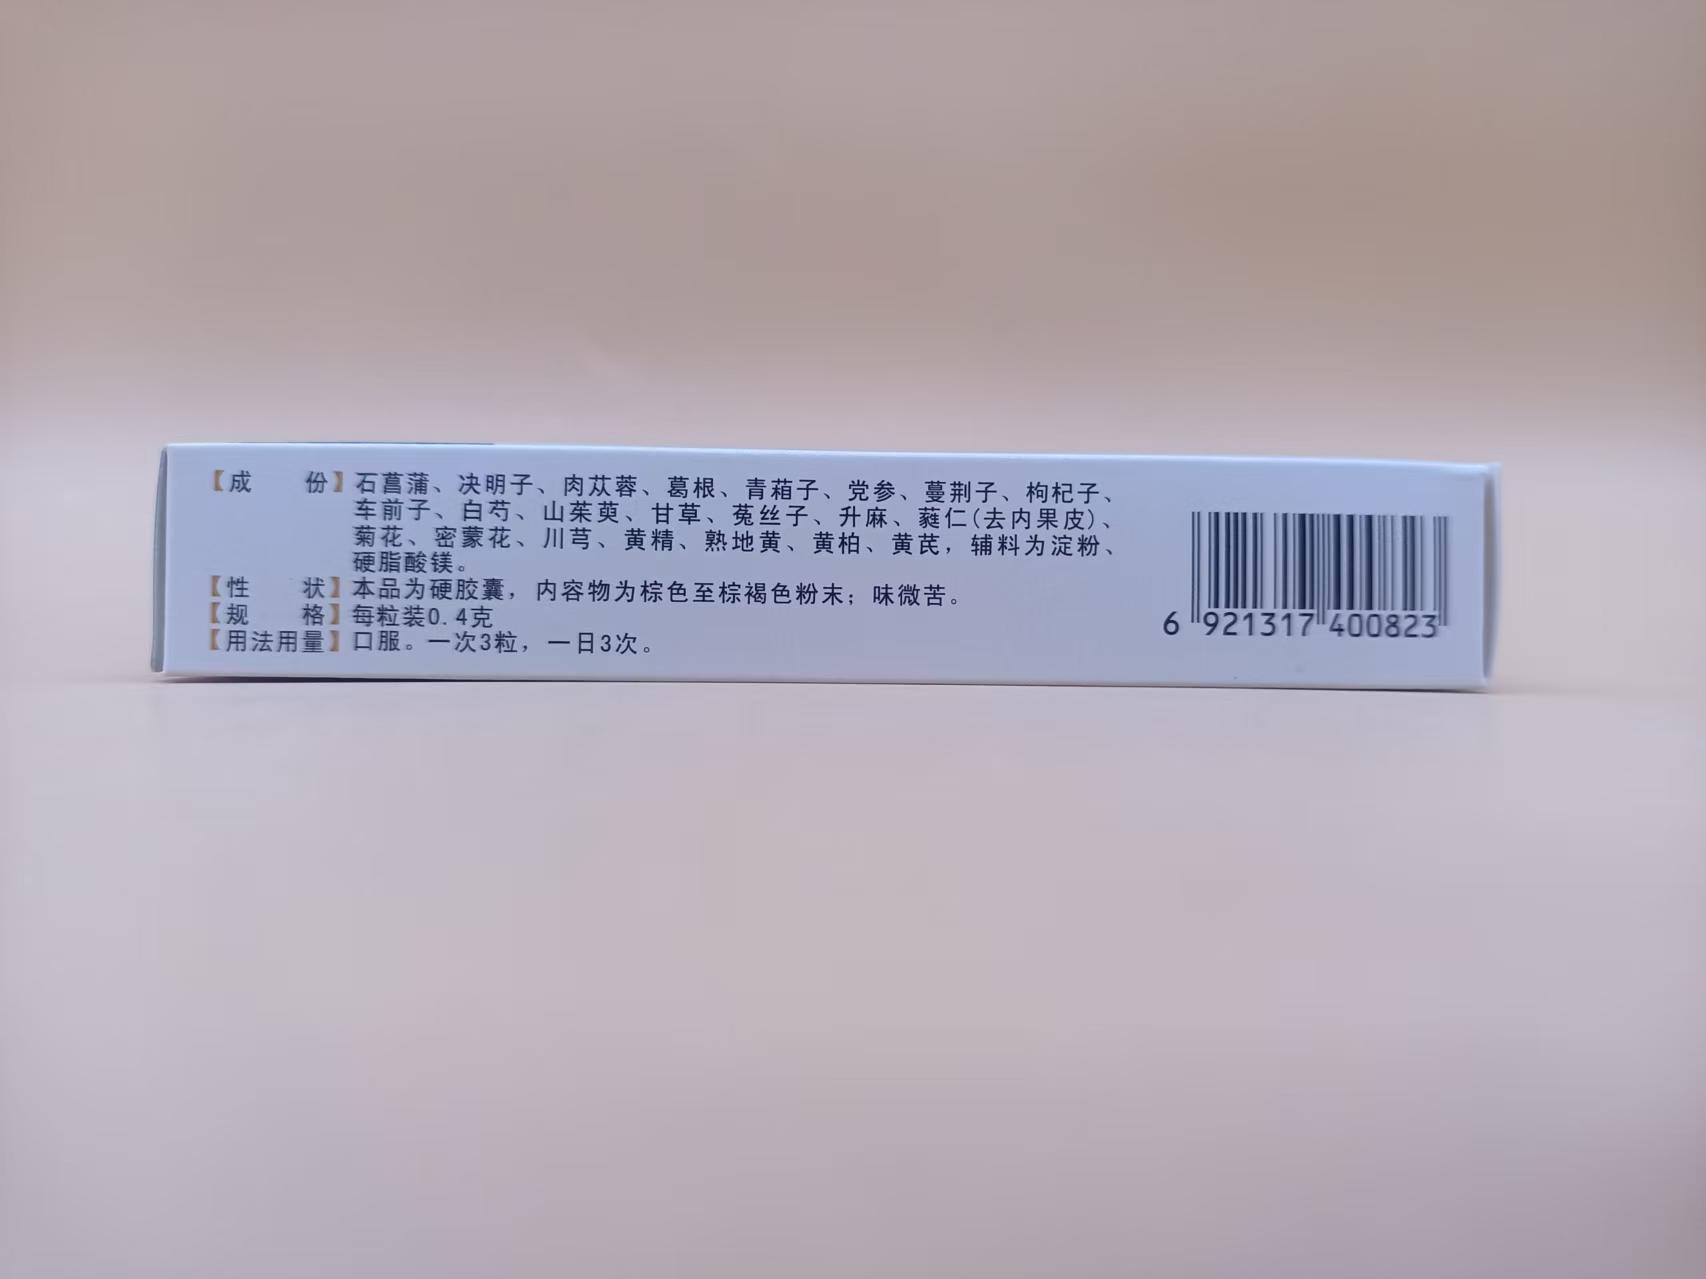 【成 份】石菖蒲、决明子、肉苁蓉、葛根、青葙子、党参、蔓荆子、枸杞子、
车前子、白芍、山茱萸、甘草、菟丝子、升麻、蕤仁(去内果皮)、
菊花、密蒙花、川芎、黄精、熟地黄、黄柏、黄芪，辅料为淀粉、
硬脂酸镁。
【性 状】本品为硬胶囊，内容物为棕色至棕褐色粉末；味微苦。
【规 格】每粒装0.4克
【用法用量】口服。一次3粒，一日3次。
6 921317 400823